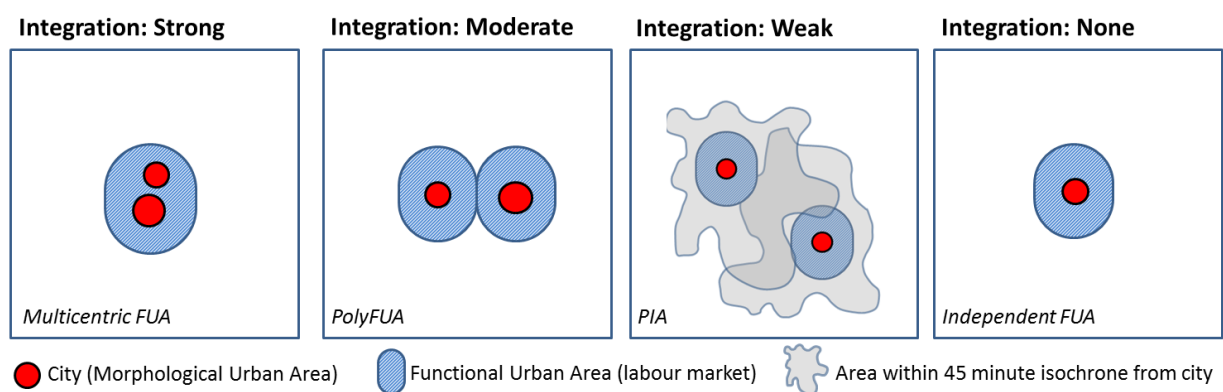 Integration: Strong
Integration: Moderate
Integration: Weak
Integration: None
Multicentric FUA
PolyFUA
PIA
Independent FUA
City (Morphological Urban Area)
Functional Urban Area (labour market)
Area within 45 minute isochrone from city